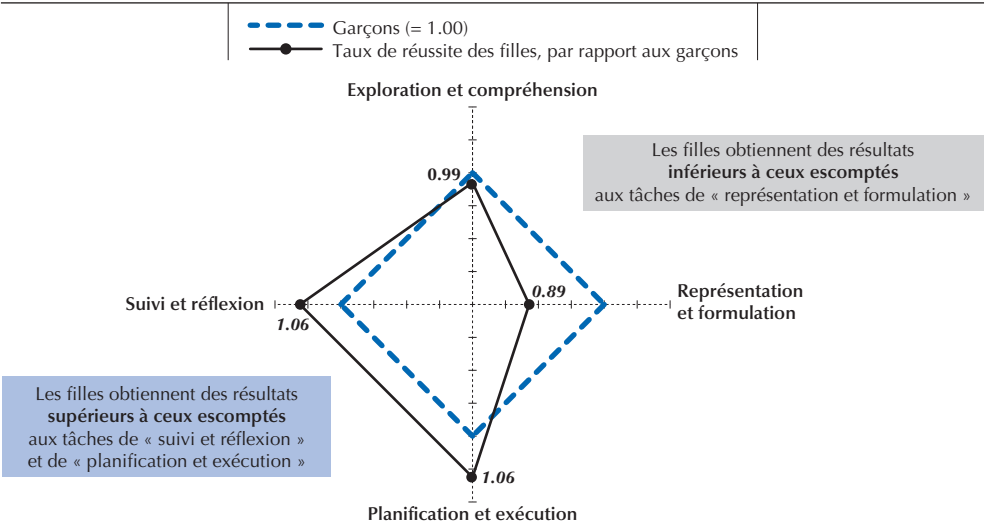 Garçons (= 1.00)
Taux de réussite des filles, par rapport aux garçons
Exploration et compréhension
0.99
Les filles obtiennent des résultats
inférieurs à ceux escomptés
aux tâches de « représentation et formulation »
Suivi et réflexion
1.06
0.89
Représentation
et formulation
Les filles obtiennent des résultats
supérieurs à ceux escomptés
aux tâches de « suivi et réflexion »
et de « planification et exécution »
1.06
Planification et exécution